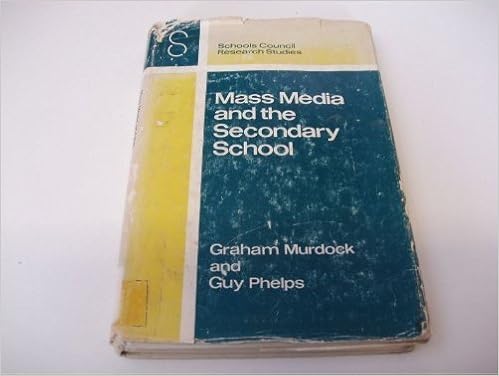 Schools Council
Research Studies
Mass Media
and the
Secondary
School
Graham Murdock
and
Guy Phelps